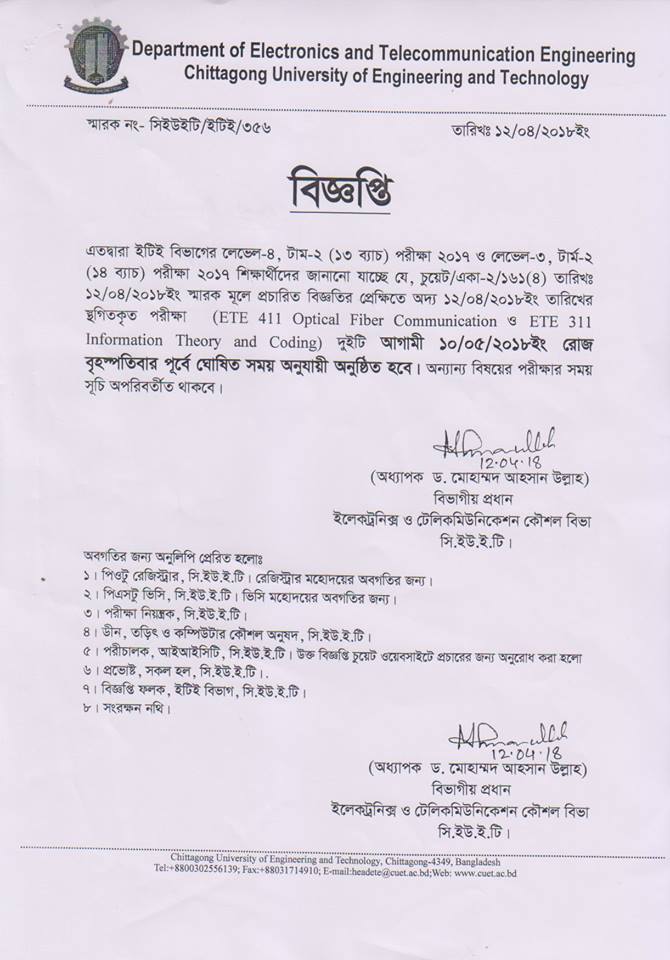 Department of Electronics and Telecommunication Engineering
Chittagong University of Engineering and Technology
স্মারক নং- সিইউইটি/ইটিই/৩৫৬ তারিখঃ ১২/০৪/২০১৮ইং
বিজ্ঞপ্তি
এতদ্বারা ইটিই বিভাগের লেভেল-৪, টাম-২ (১৩ ব্যাচ) পরীক্ষা ২০১৭ ও লেভেল-৩, টার্ম-২
(১৪ ব্যাচ) পরীক্ষা ২০১৭ শিক্ষার্থীদের জানানো যাচ্ছে যে, চুয়েট/একা-২/১৬১(৪) তারিখঃ
১২/০৪/২০১৮ইং স্মারক মূলে প্রচারিত বিজ্ঞতির প্রেক্ষিতে অদ্য ১২/০৪/২০১৮ইং তারিখের
স্থগিতকৃত পরীক্ষা (ETE 411 Optical Fiber Communication ও ETE 311
Information Theory and Coding) দুইটি আগামী ১০/০৫/২০১৮ইং রোজ
বৃহস্পতিবার পূর্বে ঘোষিত সময় অনুযায়ী অনুষ্ঠিত হবে। অন্যান্য বিষয়ের পরীক্ষার সময়
সূচি অপরিবর্তীত থাকবে।
12.04.18
(অধ্যাপক ড. মোহাম্মদ আহসান উল্লাহ)
বিভাগীয় প্রধান
ইলেকট্রনিক্স ও টেলিকমিউনিকেশন কৌশল বিভা
সি.ইউ.ই.টি।
অবগতির জন্য অনুলিপি প্রেরিত হলোঃ
১। পিওটু রেজিস্ট্রার, সি.ইউ.ই.টি। রেজিস্ট্রার মহোদয়ের অবগতির জন্য।
২। পিএসটু ভিসি, সি.ইউ.ই.টি। ভিসি মহোদয়ের অবগতির জন্য।
৩। পরীক্ষা নিয়ন্ত্রক, সি.ইউ.ই.টি।
৪। ডীন, তড়িৎ ও কম্পিউটার কৌশল অনুষদ, সি.ইউ.ই.টি।
৫। পরীচালক, আইআইসিটি, সি.ইউ.ই.টি। উক্ত বিজ্ঞপ্তি চুয়েট ওয়েবসাইটে প্রচারের জন্য অনুরোধ করা হলো
৬। প্রভোষ্ট, সকল হল, সি.ইউ.ই.টি।.
৭। বিজ্ঞপ্তি ফলক, ইটিই বিভাগ, সি.ইউ.ই.টি।
৮। সংরক্ষন নথি।
12.04.18
(অধ্যাপক ড. মোহাম্মদ আহসান উল্লাহ)
বিভাগীয় প্রধান
ইলেকট্রনিক্স ও টেলিকমিউনিকেশন কৌশল বিভা
সি.ইউ.ই.টি।
Chittagong University of Engineering and Technology, Chittagong-4349, Bangladesh
Tel:+8800302556139; Fax:+88031714910; E-mail:headete@cuet.ac.bd;Web: www.cuet.ac.bd